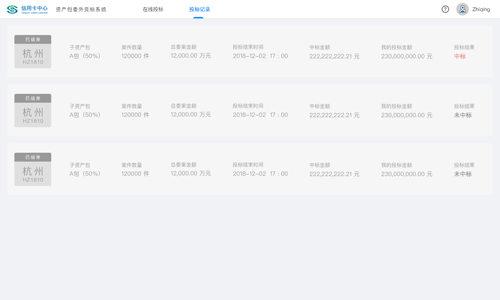 信用卡中心
CREDIT CARD CENTER
资产包委外竞标系统
在线投标
投标记录
Zhiqing
已结束
杭州
HZ1810
子资产包
A包（50%）
案件数量
120000 件
总委案金额
12,000.00 万元
投标结束时间
2018-12-02 17：00
中标金额
222,222,222.21 元
我的投标金额
230,000,000.00 元
投标结果
中标
已结束
杭州
HZ1810
子资产包
A包（50%）
案件数量
120000 件
总委案金额
12,000.00 万元
投标结束时间
2018-12-02 17：00
中标金额
222,222,222.21 元
我的投标金额
230,000,000.00 元
投标结果
未中标
已结束
杭州
HZ1810
子资产包
A包（50%）
案件数量
120000 件
总委案金额
12,000.00 万元
投标结束时间
2018-12-02 17：00
中标金额
222,222,222.21 元
我的投标金额
230,000,000.00 元
投标结果
未中标